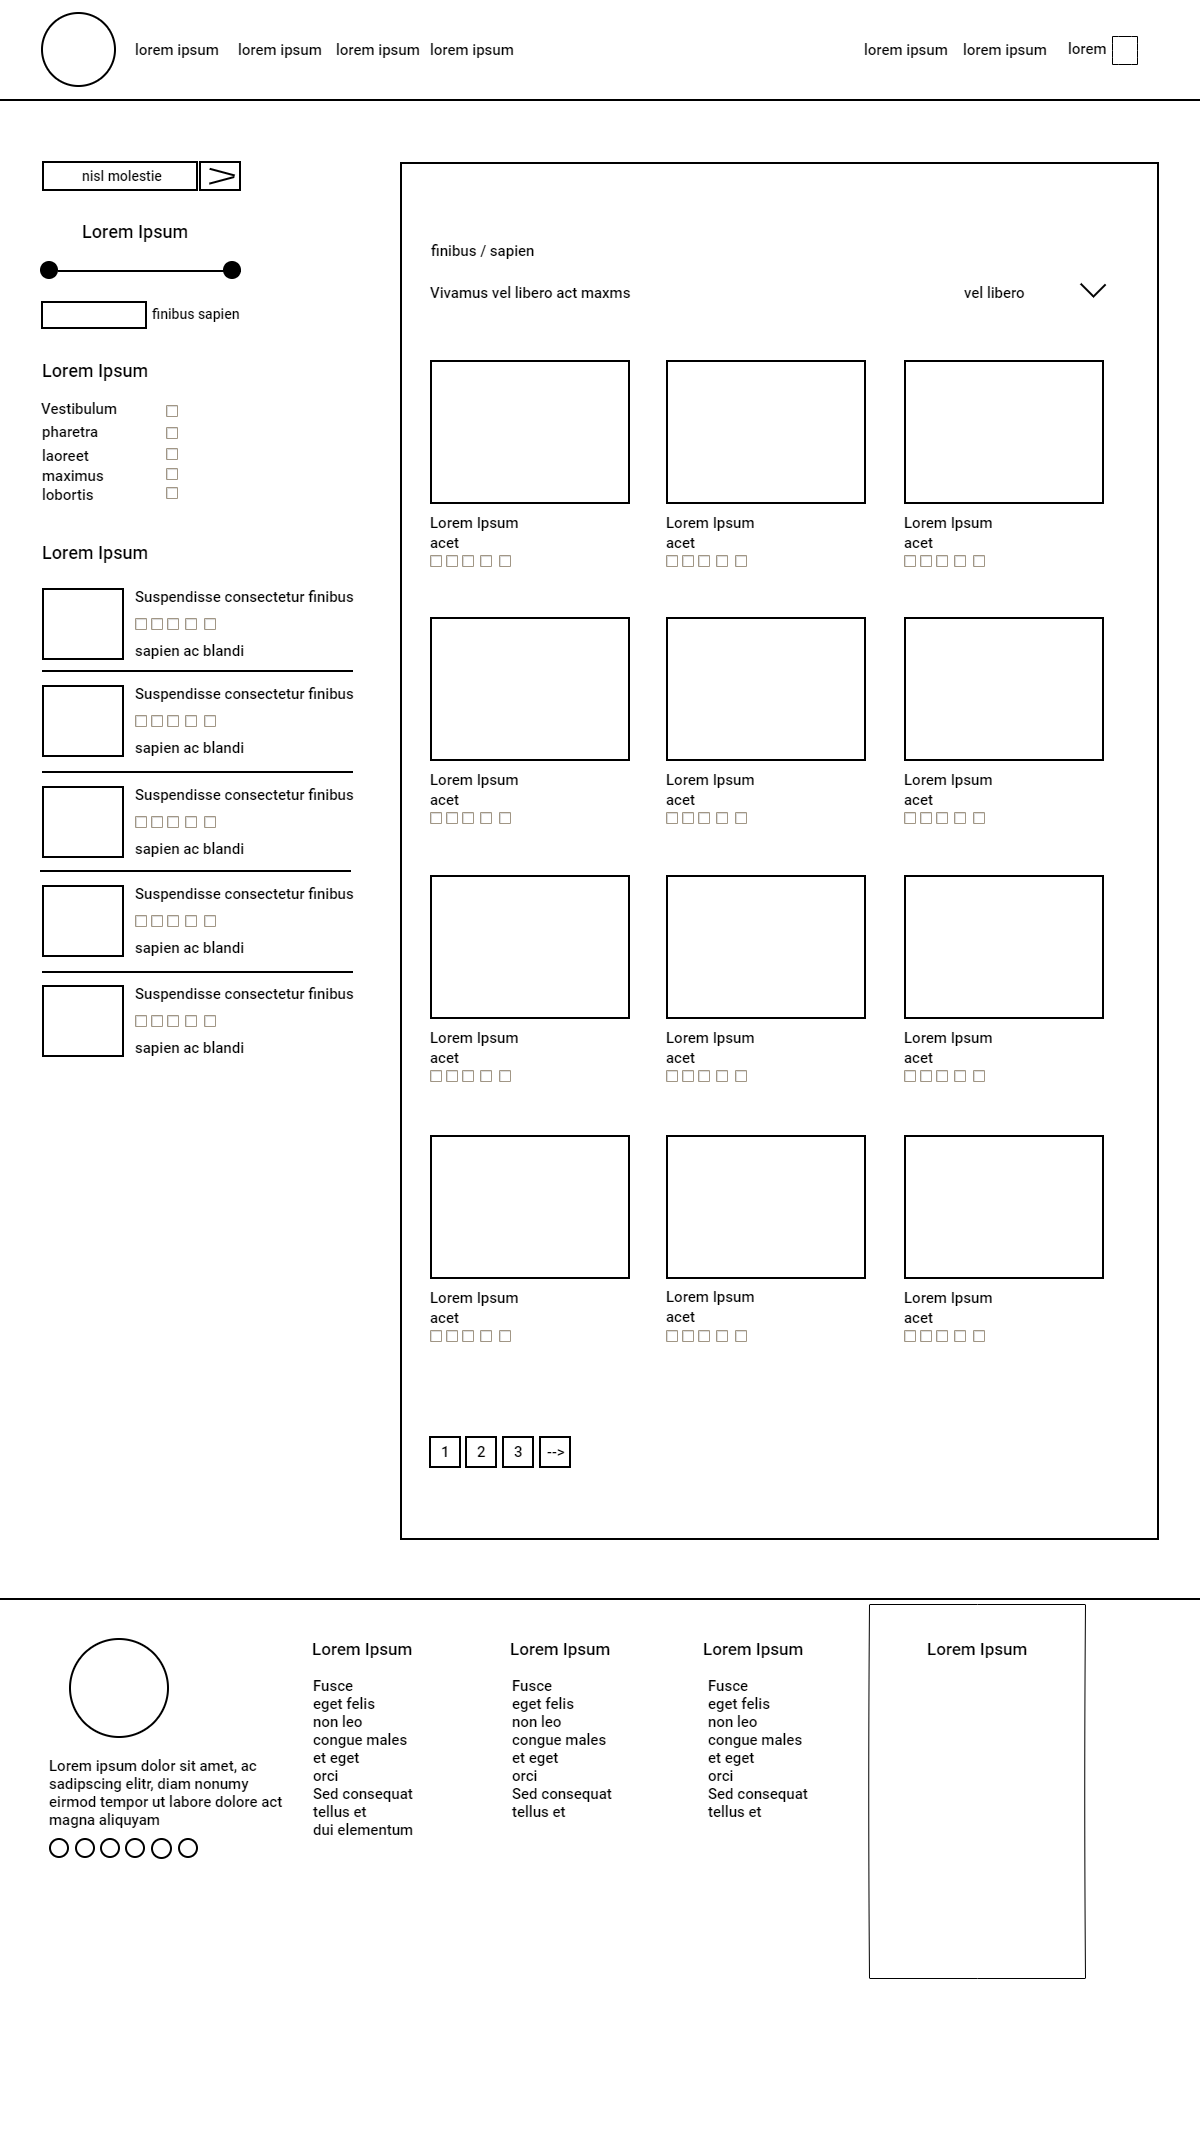 lorem ipsum lorem ipsum lorem ipsum lorem ipsum lorem ipsum lorem ipsum lorem
nisl molestie
Lorem Ipsum
finibus sapien
Lorem Ipsum
Vestibulum
pharetra
laoreet
maximus
lobortis
Lorem Ipsum
Suspendisse consectetur finibus
sapien ac blandi
Suspendisse consectetur finibus
sapien ac blandi
Suspendisse consectetur finibus
sapien ac blandi
Suspendisse consectetur finibus
sapien ac blandi
Suspendisse consectetur finibus
sapien ac blandi
finibus / sapien
Vivamus vel libero act maxms vel libero
Lorem Ipsum
acet
Lorem Ipsum
acet
Lorem Ipsum
acet
Lorem Ipsum
acet
Lorem Ipsum
acet
Lorem Ipsum
acet
Lorem Ipsum
acet
Lorem Ipsum
acet
Lorem Ipsum
acet
Lorem Ipsum
acet
Lorem Ipsum
acet
Lorem Ipsum
acet
1 2 3 -->
Lorem ipsum dolor sit amet, ac
sadipscing elitr, diam nonumy
eirmod tempor ut labore dolore act
magna aliquyam
Lorem Ipsum
Fusce
eget felis
non leo
congue males
et eget
orci
Sed consequat
tellus et
dui elementum
Lorem Ipsum
Fusce
eget felis
non leo
congue males
et eget
orci
Sed consequat
tellus et
Lorem Ipsum
Fusce
eget felis
non leo
congue males
et eget
orci
Sed consequat
tellus et
Lorem Ipsum